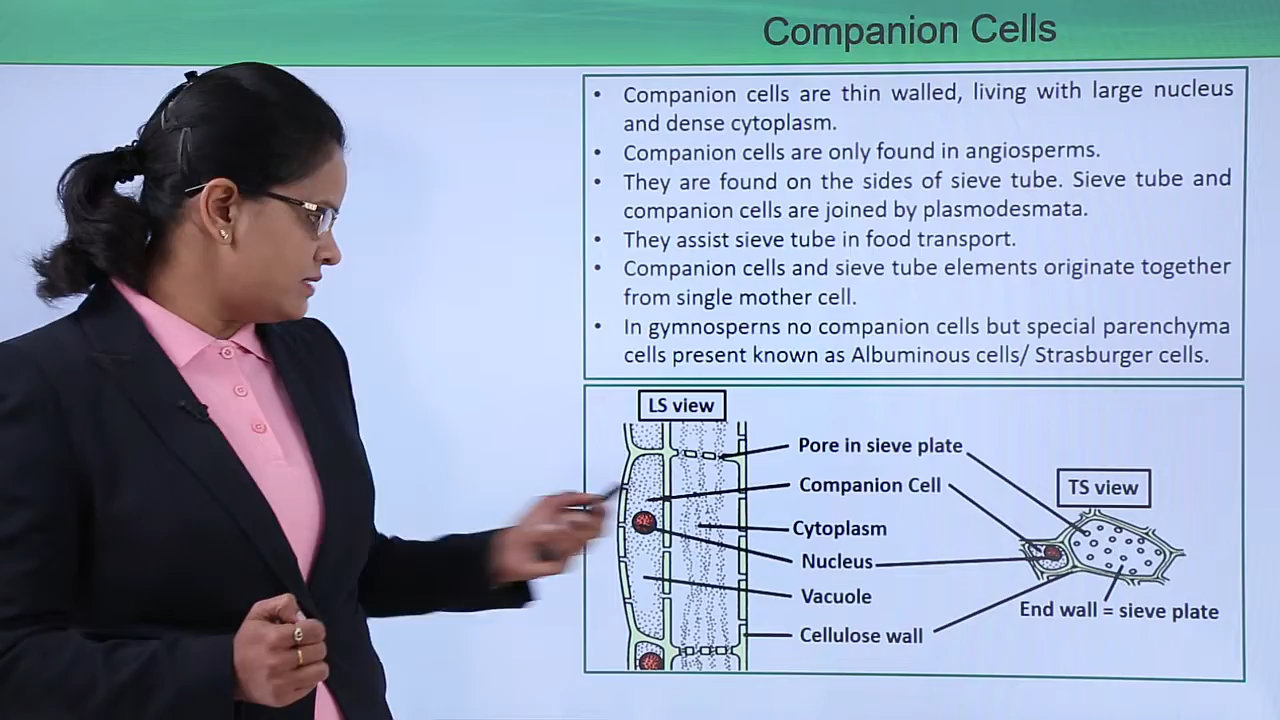 Companion Cells
• Companion cells are thin walled, living with large nucleus
and dense cytoplasm.
• Companion cells are only found in angiosperms.
• They are found on the sides of sieve tube. Sieve tube and
companion cells are joined by plasmodesmata.
• They assist sieve tube in food transport.
• Companion cells and sieve tube elements originate together
from single mother cell.
• In gymnosperns no companion cells but special parenchyma
cells present known as Albuminous cells/ Strasburger cells.
LS view
Pore in sieve plate
Companion Cell
TS view
Cytoplasm
Nucleus
Vacuole
End wall = sieve plate
Cellulose wall